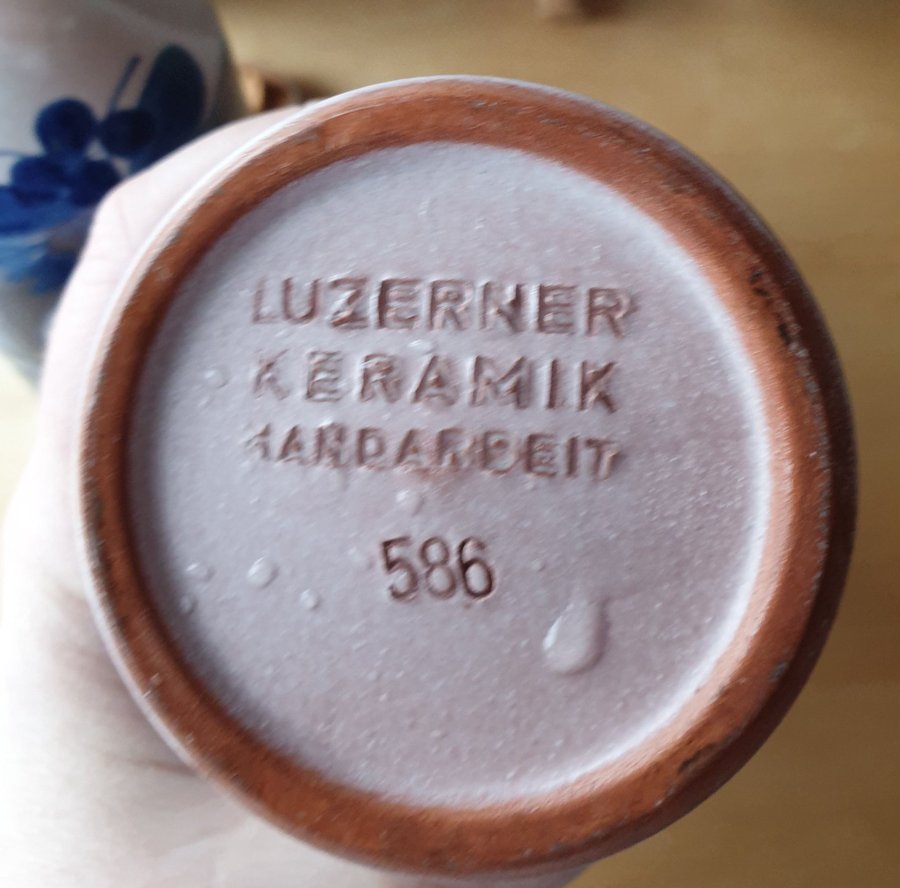 LUZERNER
KERAMIK
HANDARBEIT
586